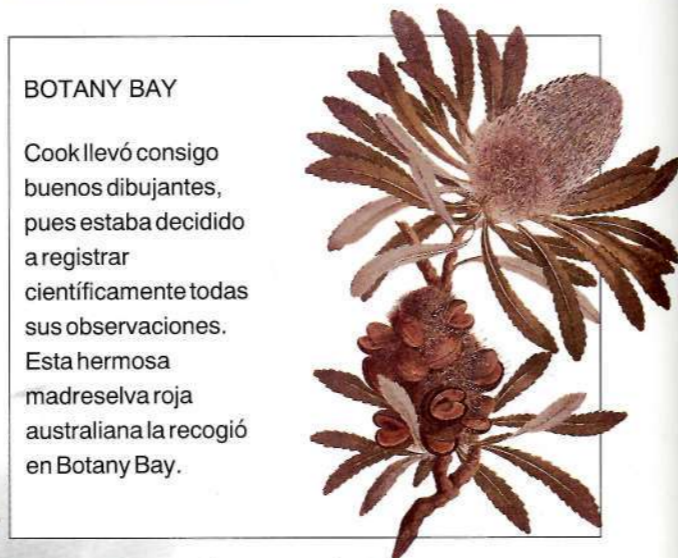 BOTANY BAY
Cook llevó consigo
buenos dibujantes,
pues estaba decidido
a registrar
científicamente todas
sus observaciones.
Esta hermosa
madreselva roja
australiana la recogió
en Botany Bay.